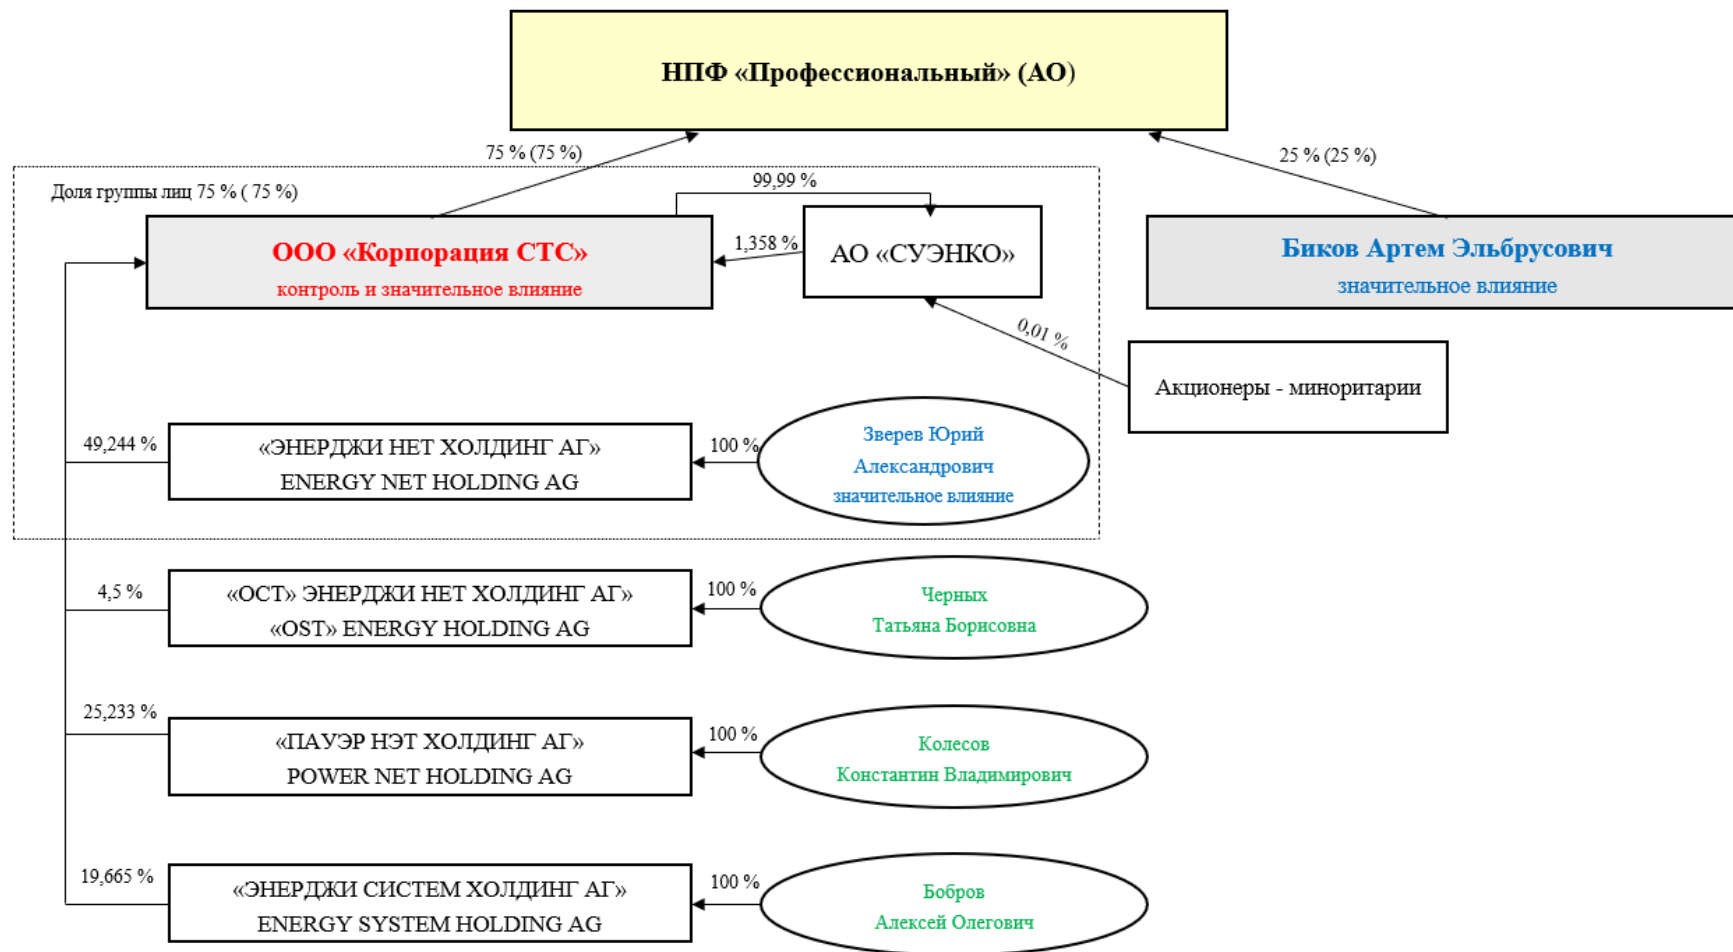 НПФ «Профессиональный» (АО)
75 % (75 %)
25 % (25 %)
Доля группы лиц 75 % ( 75 %)
99,99 %
ООО «Корпорация СТС»
контроль и значительное влияние
1,358 %
АО «СУЭНКО»
Биков Артем Эльбрусович
значительное влияние
0,01 %
Акционеры - миноритарии
49,244 %
«ЭНЕРДЖИ НЕТ ХОЛДИНГ АГ»
ENERGY NET HOLDING AG
100 %
Зверев Юрий
Александрович
значительное влияние
4,5 %
«ОСТ» ЭНЕРДЖИ НЕТ ХОЛДИНГ АГ»
«OST» ENERGY HOLDING AG
100 %
Черных
Татьяна Борисовна
25,233 %
«ПАУЭР НЭТ ХОЛДИНГ АГ»
POWER NET HOLDING AG
100 %
Колесов
Константин Владимирович
19,665 %
«ЭНЕРДЖИ СИСТЕМ ХОЛДИНГ АГ»
ENERGY SYSTEM HOLDING AG
100 %
Бобров
Алексей Олегович